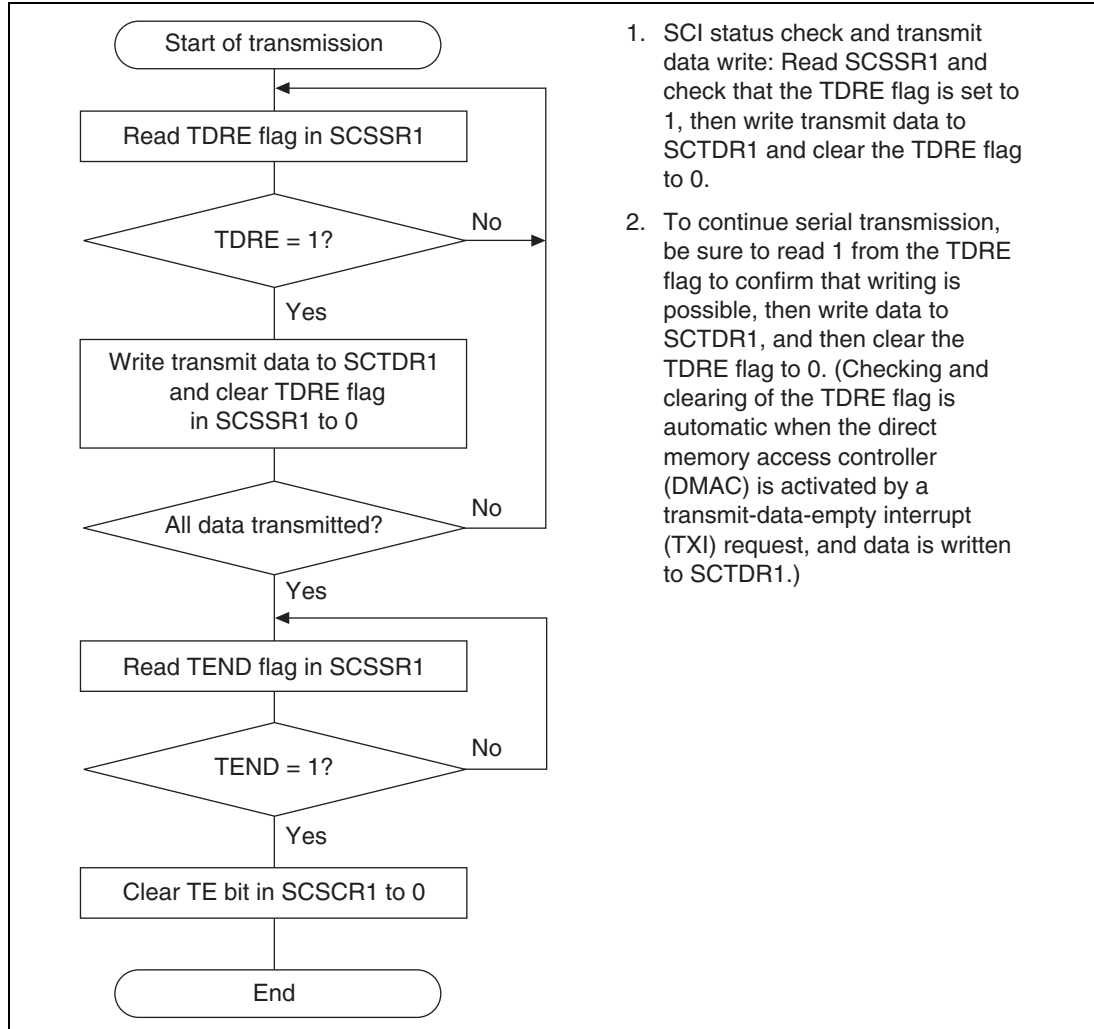 Start of transmission
Read TDRE flag in SCSSR1
TDRE = 1?
No
Yes
Write transmit data to SCTDR1
and clear TDRE flag
in SCSSR1 to 0
All data transmitted?
No
Yes
Read TEND flag in SCSSR1
TEND = 1?
No
Yes
Clear TE bit in SCSCR1 to 0
End
1. SCI status check and transmit
data write: Read SCSSR1 and
check that the TDRE flag is set to
1, then write transmit data to
SCTDR1 and clear the TDRE flag
to 0.
2. To continue serial transmission,
be sure to read 1 from the TDRE
flag to confirm that writing is
possible, then write data to
SCTDR1, and then clear the
TDRE flag to 0. (Checking and
clearing of the TDRE flag is
automatic when the direct
memory access controller
(DMAC) is activated by a
transmit-data-empty interrupt
(TXI) request, and data is written
to SCTDR1.)